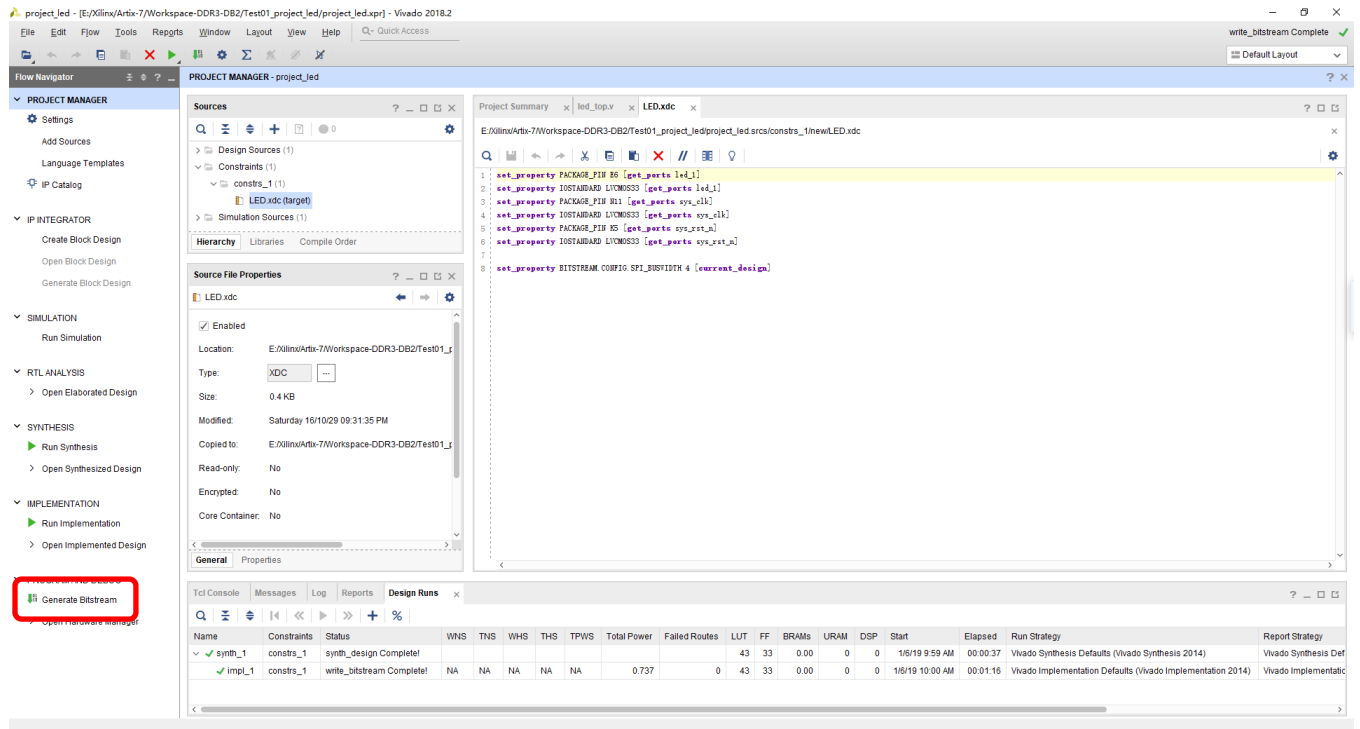 project_led - [E:/Xilinx/Artix-7/Workspace-DDR3-DB2/Test01_project_led/project_led.xpr] - Vivado 2018.2
File Edit Flow Tools Reports Window Layout View Help Quick Access
write_bitstream Complete
Default Layout
Flow Navigator
PROJECT MANAGER - project_led
PROJECT MANAGER
Settings
Add Sources
Language Templates
IP Catalog
IP INTEGRATOR
Create Block Design
Open Block Design
Generate Block Design
SIMULATION
Run Simulation
RTL ANALYSIS
Open Elaborated Design
SYNTHESIS
Run Synthesis
Open Synthesized Design
IMPLEMENTATION
Run Implementation
Open Implemented Design
PROGRAM AND DEBUG
Generate Bitstream
Open Hardware Manager
Sources
0
Design Sources (1)
Constraints (1)
constrs_1 (1)
LED.xdc (target)
Simulation Sources (1)
Hierarchy Libraries Compile Order
Source File Properties
LED.xdc
Enabled
Location: E:/Xilinx/Artix-7/Workspace-DDR3-DB2/Test01_p
Type: XDC ...
Size: 0.4 KB
Modified: Saturday 16/10/29 09:31:35 PM
Copied to: E:/Xilinx/Artix-7/Workspace-DDR3-DB2/Test01_p
Read-only: No
Encrypted: No
Core Container: No
General Properties
Project Summary led_top.v LED.xdc
E:/Xilinx/Artix-7/Workspace-DDR3-DB2/Test01_project_led/project_led.srcs/constrs_1/new/LED.xdc
1 set_property PACKAGE_PIN E6 [get_ports led_1]
2 set_property IOSTANDARD LVCMOS33 [get_ports led_1]
3 set_property PACKAGE_PIN N11 [get_ports sys_clk]
4 set_property IOSTANDARD LVCMOS33 [get_ports sys_clk]
5 set_property PACKAGE_PIN K5 [get_ports sys_rst_n]
6 set_property IOSTANDARD LVCMOS33 [get_ports sys_rst_n]
7
8 set_property BITSTREAM.CONFIG.SPI_BUSWIDTH 4 [current_design]
Tcl Console Messages Log Reports Design Runs
Name Constraints Status WNS TNS WHS THS TPWS Total Power Failed Routes LUT FF BRAMs URAM DSP Start Elapsed Run Strategy Report Strategy
synth_1 constrs_1 synth_design Complete! 43 33 0.00 0 0 1/6/19 9:59 AM 00:00:37 Vivado Synthesis Defaults (Vivado Synthesis 2014) Vivado Synthesis Def
impl_1 constrs_1 write_bitstream Complete! NA NA NA NA NA 0.737 0 43 33 0.00 0 0 1/6/19 10:00 AM 00:01:16 Vivado Implementation Defaults (Vivado Implementation 2014) Vivado Implementatic